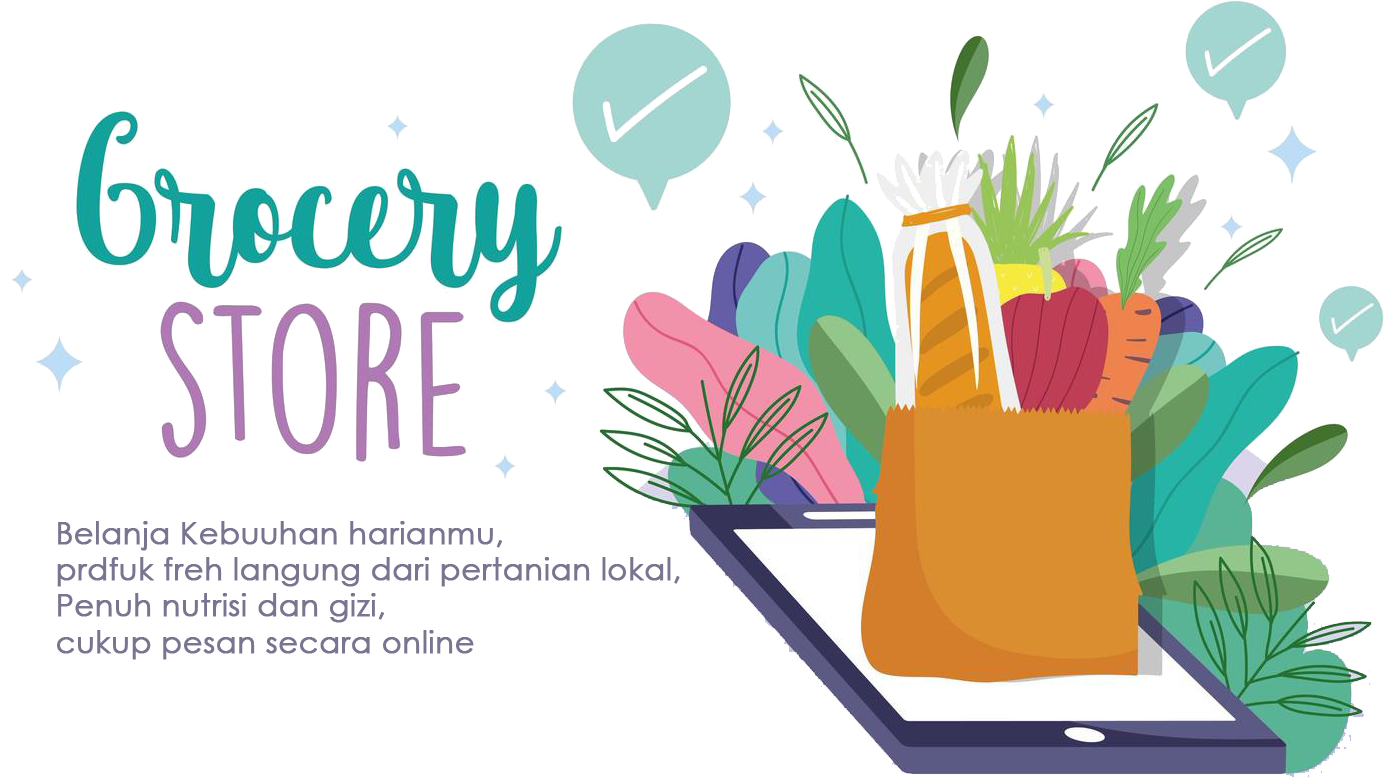 Grocery
STORE
Belanja Kebuuhan harianmu,
prdfuk freh langung dari pertanian lokal,
Penuh nutrisi dan gizi,
cukup pesan secara online